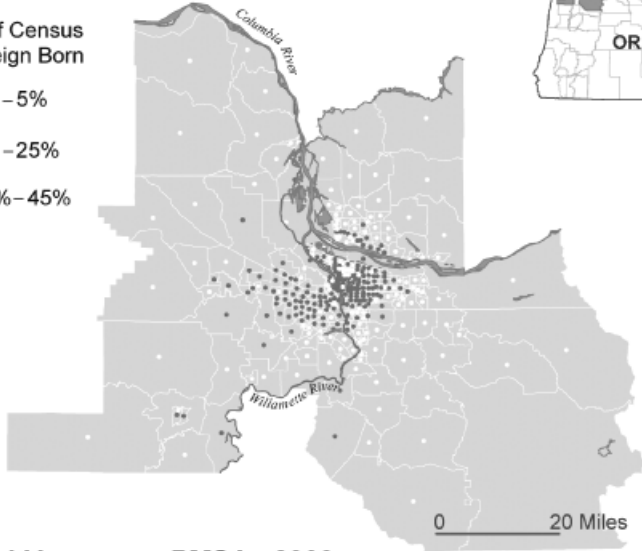 f Census
eign Born
–5%
–25%
%–45%
Columbia River
OR
Willamette River
0 20 Miles